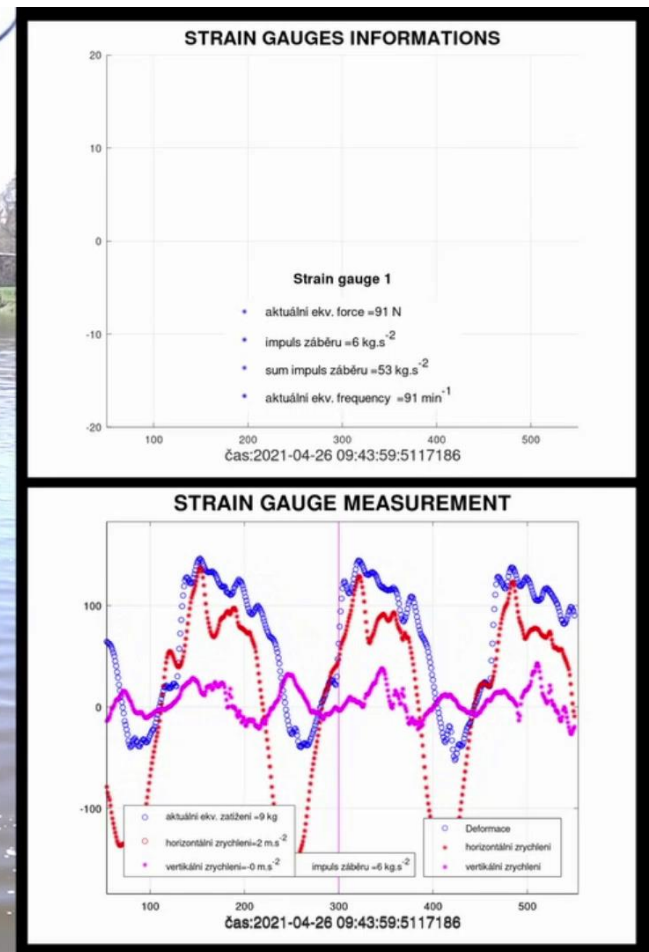 STRAIN GAUGES INFORMATIONS
20
10
0
-10
-20
Strain gauge 1
aktuální ekv. force =91 N
impuls záběru =6 kg.s-2
sum impuls záběru =53 kg.s-2
aktuální ekv. frequency =91 min-1
100 200 300 400 500
čas:2021-04-26 09:43:59:5117186
STRAIN GAUGE MEASUREMENT
100
0
-100
aktuální ekv. zatížení =9 kg
horizontální zrychlení=2 m.s-2
vertikální zrychlení=-0 m.s-2
impuls záběru =6 kg.s-2
Deformace
horizontální zrychlení
vertikální zrychlení
100 200 300 400 500
čas:2021-04-26 09:43:59:5117186